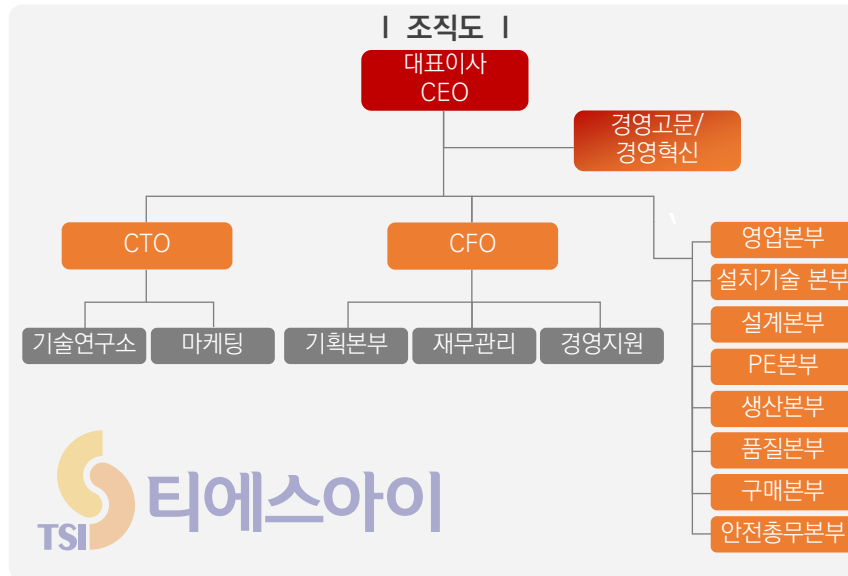 | 조직도 |
대표이사
CEO
경영고문/
경영혁신
CTO
CFO
기술연구소
마케팅
기획본부
재무관리
경영지원
영업본부
설치기술 본부
설계본부
PE본부
생산본부
품질본부
구매본부
안전총무본부
TSI
티에스아이